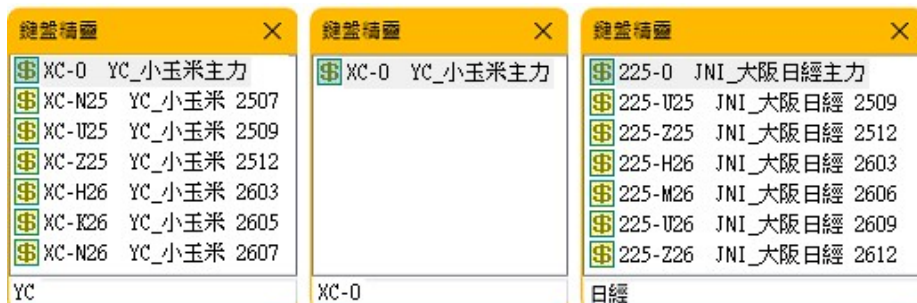 鍵盤精靈
XC-0 YC_小玉米主力
XC-N25 YC_小玉米 2507
XC-U25 YC_小玉米 2509
XC-Z25 YC_小玉米 2512
XC-H26 YC_小玉米 2603
XC-K26 YC_小玉米 2605
XC-N26 YC_小玉米 2607
YC
鍵盤精靈
XC-0 YC_小玉米主力
XC-0
鍵盤精靈
225-0 JNI_大阪日經主力
225-U25 JNI_大阪日經 2509
225-Z25 JNI_大阪日經 2512
225-H26 JNI_大阪日經 2603
225-M26 JNI_大阪日經 2606
225-U26 JNI_大阪日經 2609
225-Z26 JNI_大阪日經 2612
日經